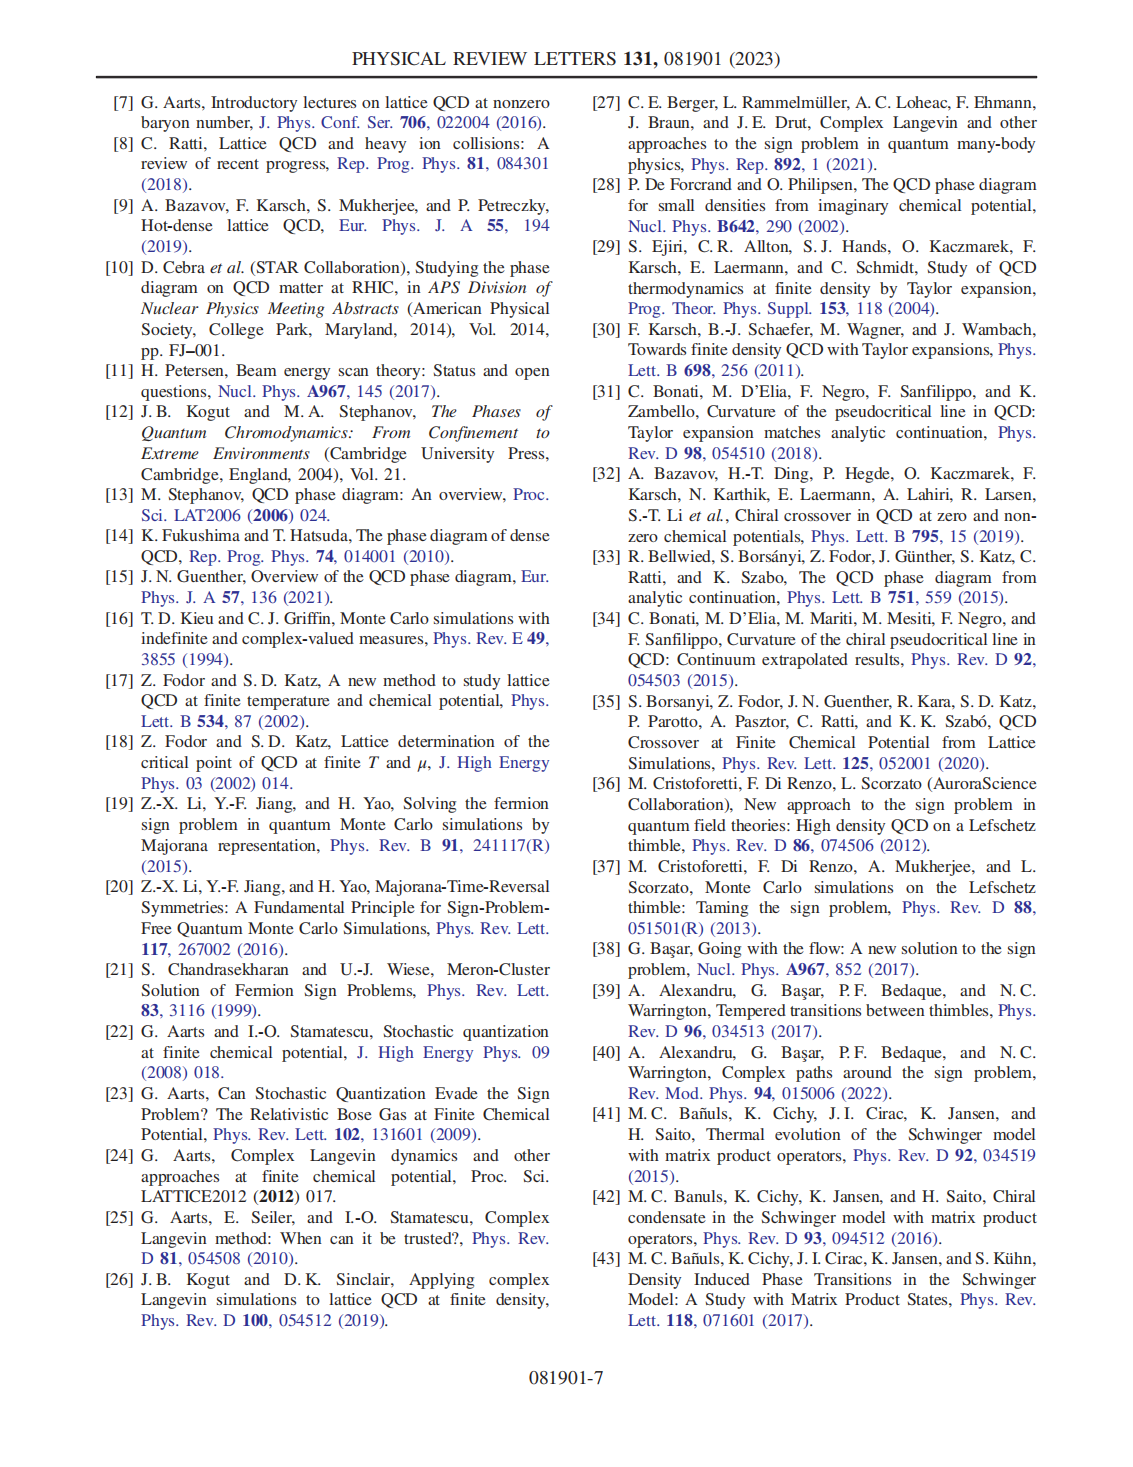 PHYSICAL REVIEW LETTERS 131, 081901 (2023)
[7] G. Aarts, Introductory lectures on lattice QCD at nonzero
baryon number, J. Phys. Conf. Ser. 706, 022004 (2016).
[8] C. Ratti, Lattice QCD and heavy ion collisions: A
review of recent progress, Rep. Prog. Phys. 81, 084301
(2018).
[9] A. Bazavov, F. Karsch, S. Mukherjee, and P. Petreczky,
Hot-dense lattice QCD, Eur. Phys. J. A 55, 194
(2019).
[10] D. Cebra et al. (STAR Collaboration), Studying the phase
diagram on QCD matter at RHIC, in APS Division of
Nuclear Physics Meeting Abstracts (American Physical
Society, College Park, Maryland, 2014), Vol. 2014,
pp. FJ–001.
[11] H. Petersen, Beam energy scan theory: Status and open
questions, Nucl. Phys. A967, 145 (2017).
[12] J. B. Kogut and M. A. Stephanov, The Phases of
Quantum Chromodynamics: From Confinement to
Extreme Environments (Cambridge University Press,
Cambridge, England, 2004), Vol. 21.
[13] M. Stephanov, QCD phase diagram: An overview, Proc.
Sci. LAT2006 (2006) 024.
[14] K. Fukushima and T. Hatsuda, The phase diagram of dense
QCD, Rep. Prog. Phys. 74, 014001 (2010).
[15] J. N. Guenther, Overview of the QCD phase diagram, Eur.
Phys. J. A 57, 136 (2021).
[16] T. D. Kieu and C. J. Griffin, Monte Carlo simulations with
indefinite and complex-valued measures, Phys. Rev. E 49,
3855 (1994).
[17] Z. Fodor and S. D. Katz, A new method to study lattice
QCD at finite temperature and chemical potential, Phys.
Lett. B 534, 87 (2002).
[18] Z. Fodor and S. D. Katz, Lattice determination of the
critical point of QCD at finite T and μ, J. High Energy
Phys. 03 (2002) 014.
[19] Z.-X. Li, Y.-F. Jiang, and H. Yao, Solving the fermion
sign problem in quantum Monte Carlo simulations by
Majorana representation, Phys. Rev. B 91, 241117(R)
(2015).
[20] Z.-X. Li, Y.-F. Jiang, and H. Yao, Majorana-Time-Reversal
Symmetries: A Fundamental Principle for Sign-Problem-
Free Quantum Monte Carlo Simulations, Phys. Rev. Lett.
117, 267002 (2016).
[21] S. Chandrasekharan and U.-J. Wiese, Meron-Cluster
Solution of Fermion Sign Problems, Phys. Rev. Lett.
83, 3116 (1999).
[22] G. Aarts and I.-O. Stamatescu, Stochastic quantization
at finite chemical potential, J. High Energy Phys. 09
(2008) 018.
[23] G. Aarts, Can Stochastic Quantization Evade the Sign
Problem? The Relativistic Bose Gas at Finite Chemical
Potential, Phys. Rev. Lett. 102, 131601 (2009).
[24] G. Aarts, Complex Langevin dynamics and other
approaches at finite chemical potential, Proc. Sci.
LATTICE2012 (2012) 017.
[25] G. Aarts, E. Seiler, and I.-O. Stamatescu, Complex
Langevin method: When can it be trusted?, Phys. Rev.
D 81, 054508 (2010).
[26] J. B. Kogut and D. K. Sinclair, Applying complex
Langevin simulations to lattice QCD at finite density,
Phys. Rev. D 100, 054512 (2019).
[27] C. E. Berger, L. Rammelmüller, A. C. Loheac, F. Ehmann,
J. Braun, and J. E. Drut, Complex Langevin and other
approaches to the sign problem in quantum many-body
physics, Phys. Rep. 892, 1 (2021).
[28] P. De Forcrand and O. Philipsen, The QCD phase diagram
for small densities from imaginary chemical potential,
Nucl. Phys. B642, 290 (2002).
[29] S. Ejiri, C. R. Allton, S. J. Hands, O. Kaczmarek, F.
Karsch, E. Laermann, and C. Schmidt, Study of QCD
thermodynamics at finite density by Taylor expansion,
Prog. Theor. Phys. Suppl. 153, 118 (2004).
[30] F. Karsch, B.-J. Schaefer, M. Wagner, and J. Wambach,
Towards finite density QCD with Taylor expansions, Phys.
Lett. B 698, 256 (2011).
[31] C. Bonati, M. D'Elia, F. Negro, F. Sanfilippo, and K.
Zambello, Curvature of the pseudocritical line in QCD:
Taylor expansion matches analytic continuation, Phys.
Rev. D 98, 054510 (2018).
[32] A. Bazavov, H.-T. Ding, P. Hegde, O. Kaczmarek, F.
Karsch, N. Karthik, E. Laermann, A. Lahiri, R. Larsen,
S.-T. Li et al., Chiral crossover in QCD at zero and non-
zero chemical potentials, Phys. Lett. B 795, 15 (2019).
[33] R. Bellwied, S. Borsányi, Z. Fodor, J. Günther, S. Katz, C.
Ratti, and K. Szabo, The QCD phase diagram from
analytic continuation, Phys. Lett. B 751, 559 (2015).
[34] C. Bonati, M. D'Elia, M. Mariti, M. Mesiti, F. Negro, and
F. Sanfilippo, Curvature of the chiral pseudocritical line in
QCD: Continuum extrapolated results, Phys. Rev. D 92,
054503 (2015).
[35] S. Borsanyi, Z. Fodor, J. N. Guenther, R. Kara, S. D. Katz,
P. Parotto, A. Pasztor, C. Ratti, and K. K. Szabó, QCD
Crossover at Finite Chemical Potential from Lattice
Simulations, Phys. Rev. Lett. 125, 052001 (2020).
[36] M. Cristoforetti, F. Di Renzo, L. Scorzato (AuroraScience
Collaboration), New approach to the sign problem in
quantum field theories: High density QCD on a Lefschetz
thimble, Phys. Rev. D 86, 074506 (2012).
[37] M. Cristoforetti, F. Di Renzo, A. Mukherjee, and L.
Scorzato, Monte Carlo simulations on the Lefschetz
thimble: Taming the sign problem, Phys. Rev. D 88,
051501(R) (2013).
[38] G. Başar, Going with the flow: A new solution to the sign
problem, Nucl. Phys. A967, 852 (2017).
[39] A. Alexandru, G. Başar, P. F. Bedaque, and N. C.
Warrington, Tempered transitions between thimbles, Phys.
Rev. D 96, 034513 (2017).
[40] A. Alexandru, G. Başar, P. F. Bedaque, and N. C.
Warrington, Complex paths around the sign problem,
Rev. Mod. Phys. 94, 015006 (2022).
[41] M. C. Bañuls, K. Cichy, J. I. Cirac, K. Jansen, and
H. Saito, Thermal evolution of the Schwinger model
with matrix product operators, Phys. Rev. D 92, 034519
(2015).
[42] M. C. Banuls, K. Cichy, K. Jansen, and H. Saito, Chiral
condensate in the Schwinger model with matrix product
operators, Phys. Rev. D 93, 094512 (2016).
[43] M. C. Bañuls, K. Cichy, J. I. Cirac, K. Jansen, and S. Kühn,
Density Induced Phase Transitions in the Schwinger
Model: A Study with Matrix Product States, Phys. Rev.
Lett. 118, 071601 (2017).
081901-7